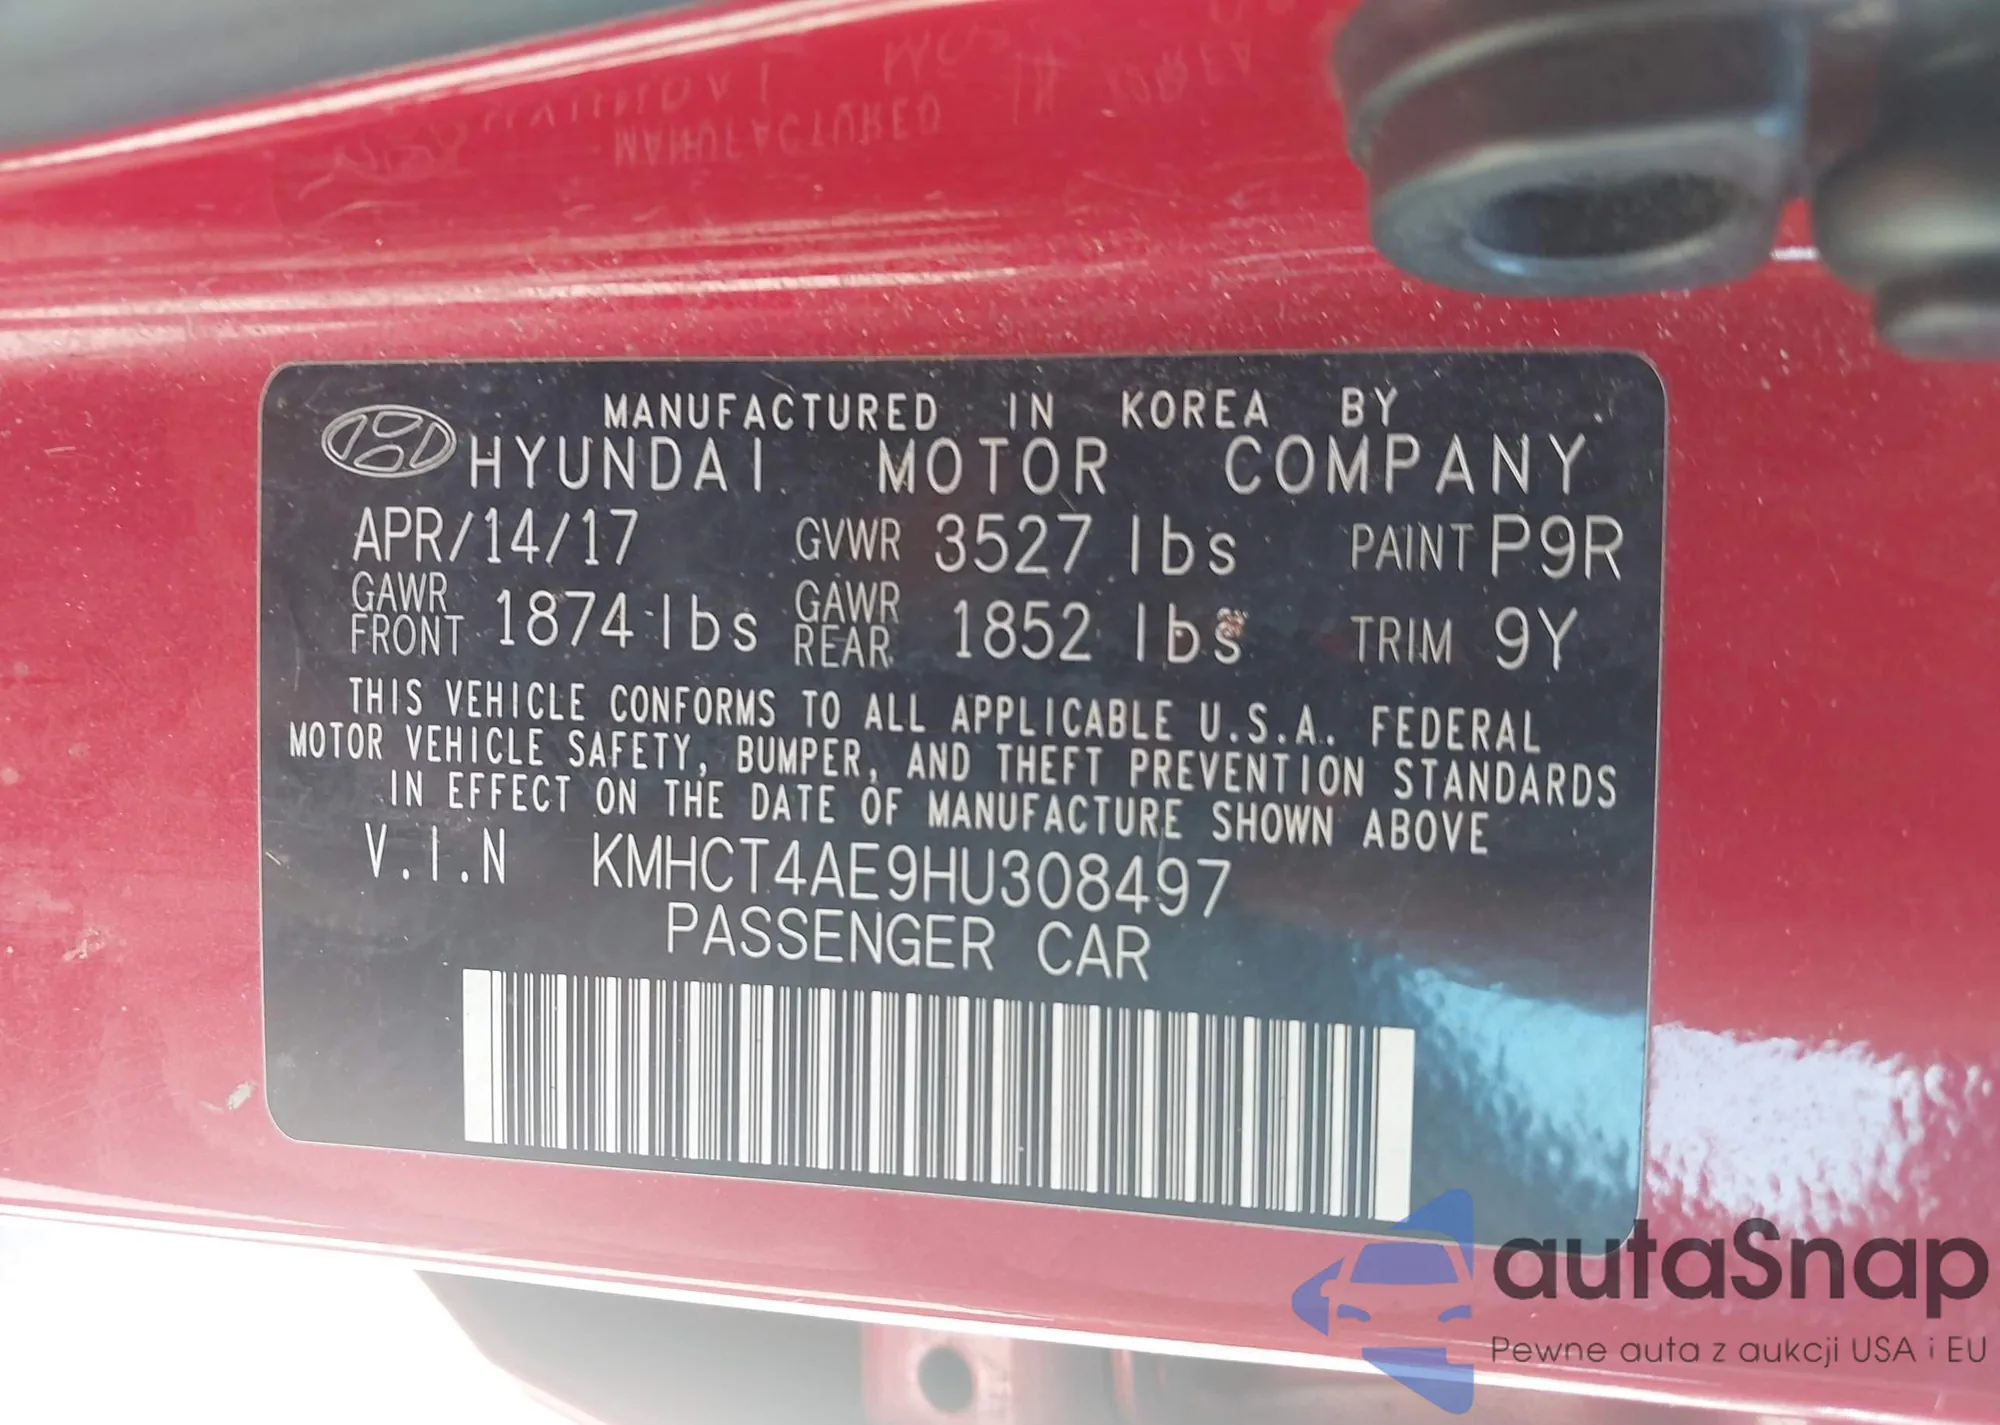 MANUFACTURED IN KOREA BY
HYUNDAI MOTOR COMPANY
APR/14/17 GVWR 3527 lbs PAINT P9R
GAWR FRONT 1874 lbs GAWR REAR 1852 lbs TRIM 9Y
THIS VEHICLE CONFORMS TO ALL APPLICABLE U.S.A. FEDERAL
MOTOR VEHICLE SAFETY, BUMPER, AND THEFT PREVENTION STANDARDS
IN EFFECT ON THE DATE OF MANUFACTURE SHOWN ABOVE
V.I.N KMHCT4AE9HU308497
PASSENGER CAR
autaSnap
Pewne auta z aukcji USA i EU